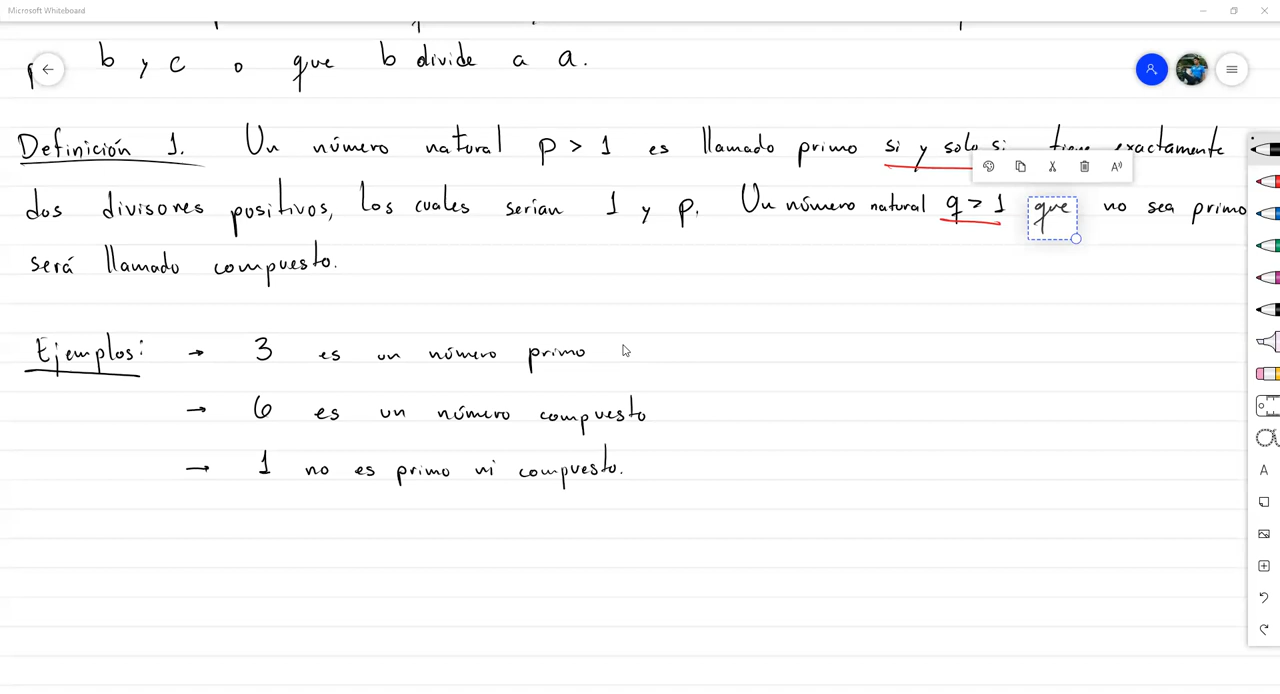 Microsoft Whiteboard
b y c o que b divide a a.
Definición 1. Un número natural p > 1 es llamado primo si y solo si tiene exactamente
dos divisores positivos, los cuales serían 1 y p. Un número natural q > 1 que no sea primo
será llamado compuesto.
Ejemplos: → 3 es un número primo
→ 6 es un número compuesto
→ 1 no es primo ni compuesto.